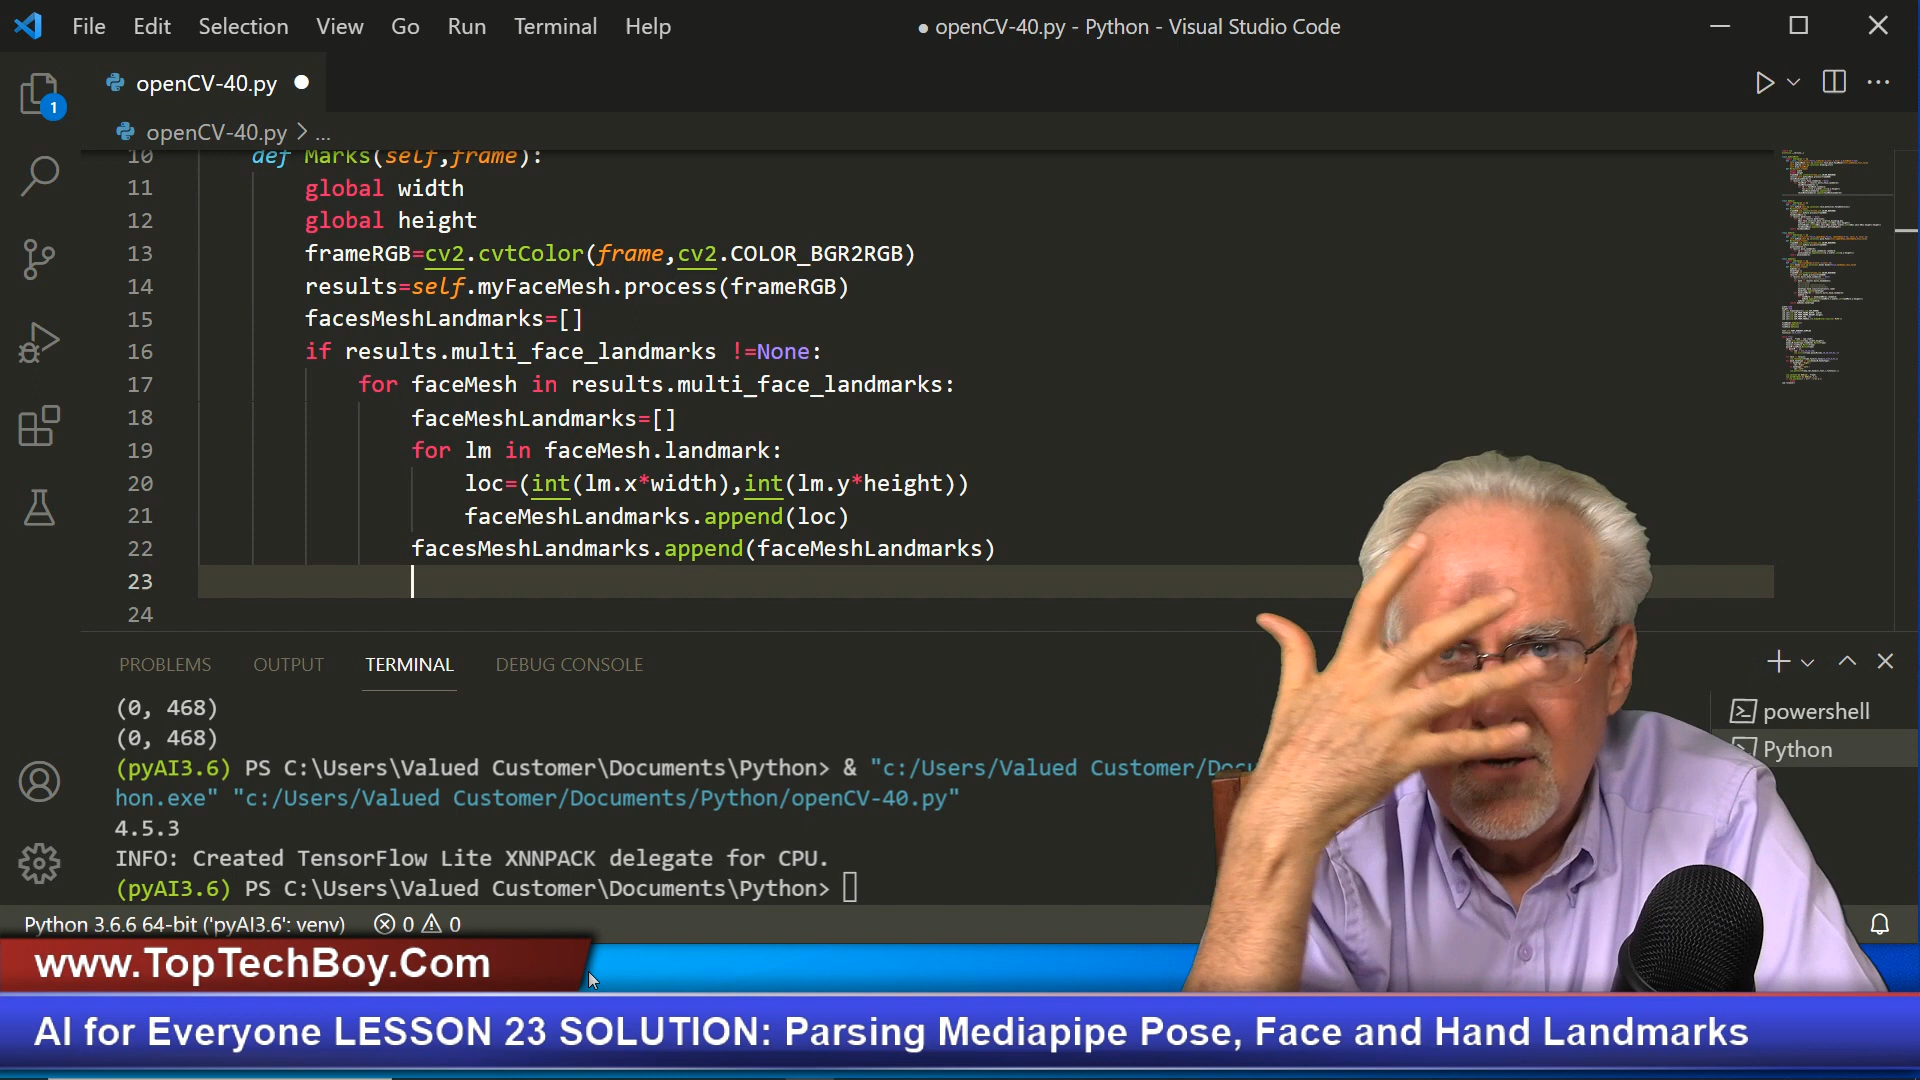 File Edit Selection View Go Run Terminal Help
● openCV-40.py - Python - Visual Studio Code
openCV-40.py
openCV-40.py > ...
1
10 def Marks(self,frame):
11 global width
12 global height
13 frameRGB=cv2.cvtColor(frame,cv2.COLOR_BGR2RGB)
14 results=self.myFaceMesh.process(frameRGB)
15 facesMeshLandmarks=[]
16 if results.multi_face_landmarks !=None:
17 for faceMesh in results.multi_face_landmarks:
18 faceMeshLandmarks=[]
19 for lm in faceMesh.landmark:
20 loc=(int(lm.x*width),int(lm.y*height))
21 faceMeshLandmarks.append(loc)
22 facesMeshLandmarks.append(faceMeshLandmarks)
23
24
PROBLEMS OUTPUT TERMINAL DEBUG CONSOLE
(0, 468)
(0, 468)
(pyAI3.6) PS C:\Users\Valued Customer\Documents\Python> & "c:/Users/Valued Customer/Docu
hon.exe" "c:/Users/Valued Customer/Documents/Python/openCV-40.py"
4.5.3
INFO: Created TensorFlow Lite XNNPACK delegate for CPU.
(pyAI3.6) PS C:\Users\Valued Customer\Documents\Python>
powershell
Python
Python 3.6.6 64-bit ('pyAI3.6': venv) 0 0
www.TopTechBoy.Com
AI for Everyone LESSON 23 SOLUTION: Parsing Mediapipe Pose, Face and Hand Landmarks